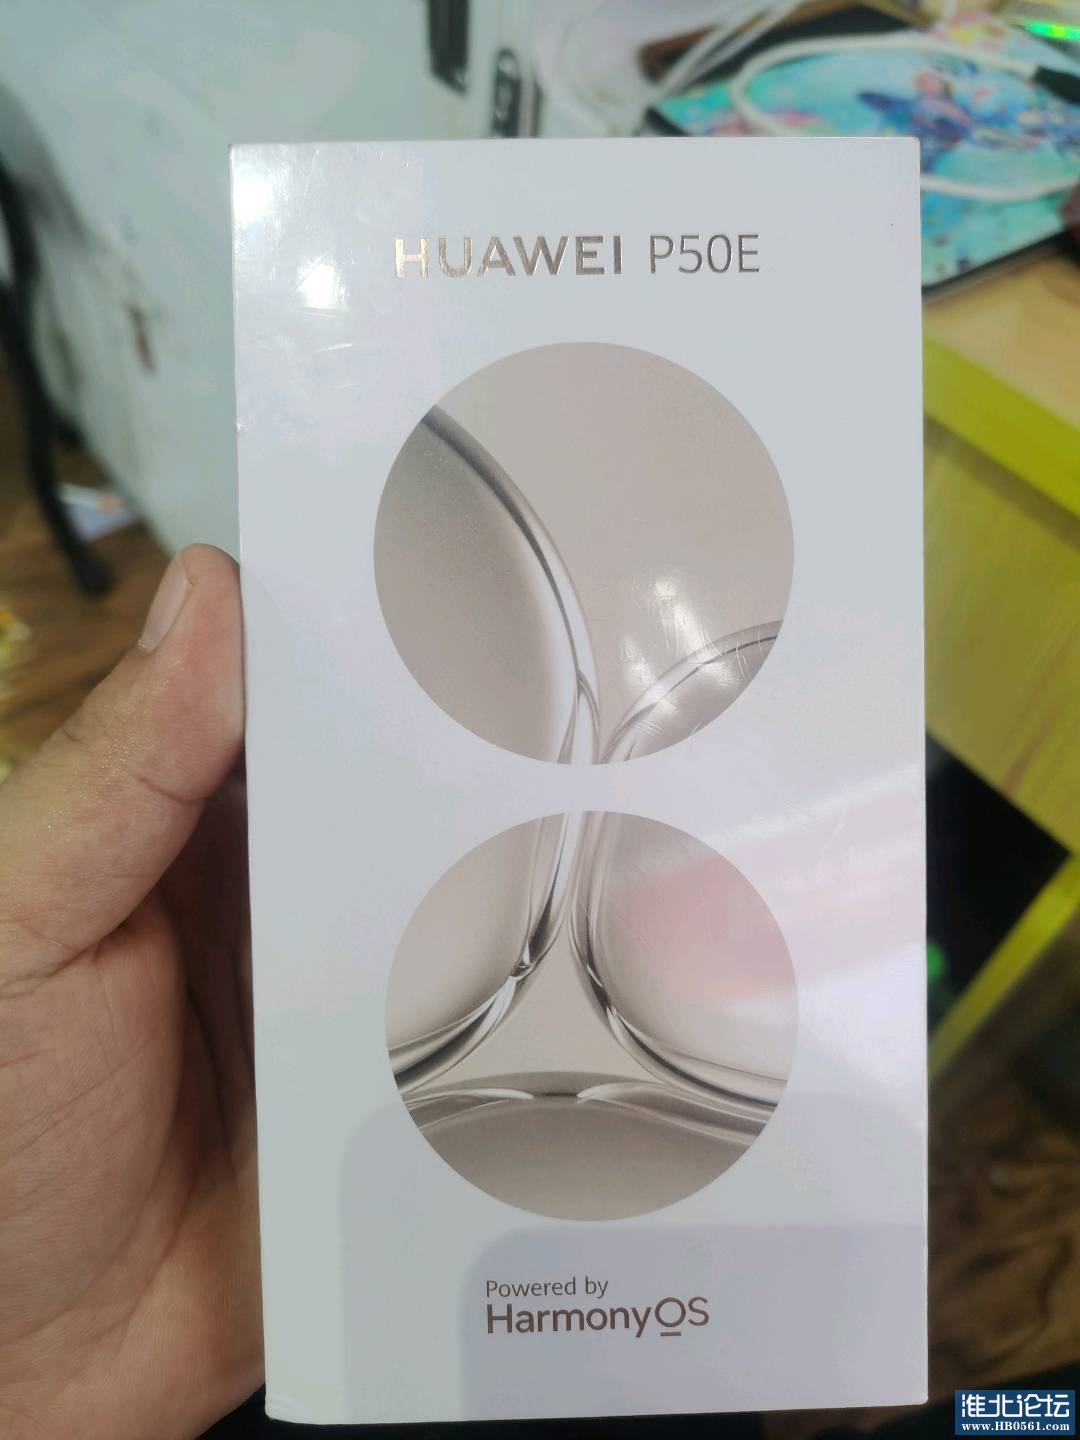 HUAWEI P50E
Powered by
HarmonyOS
淮北论坛
www.HB0561.com